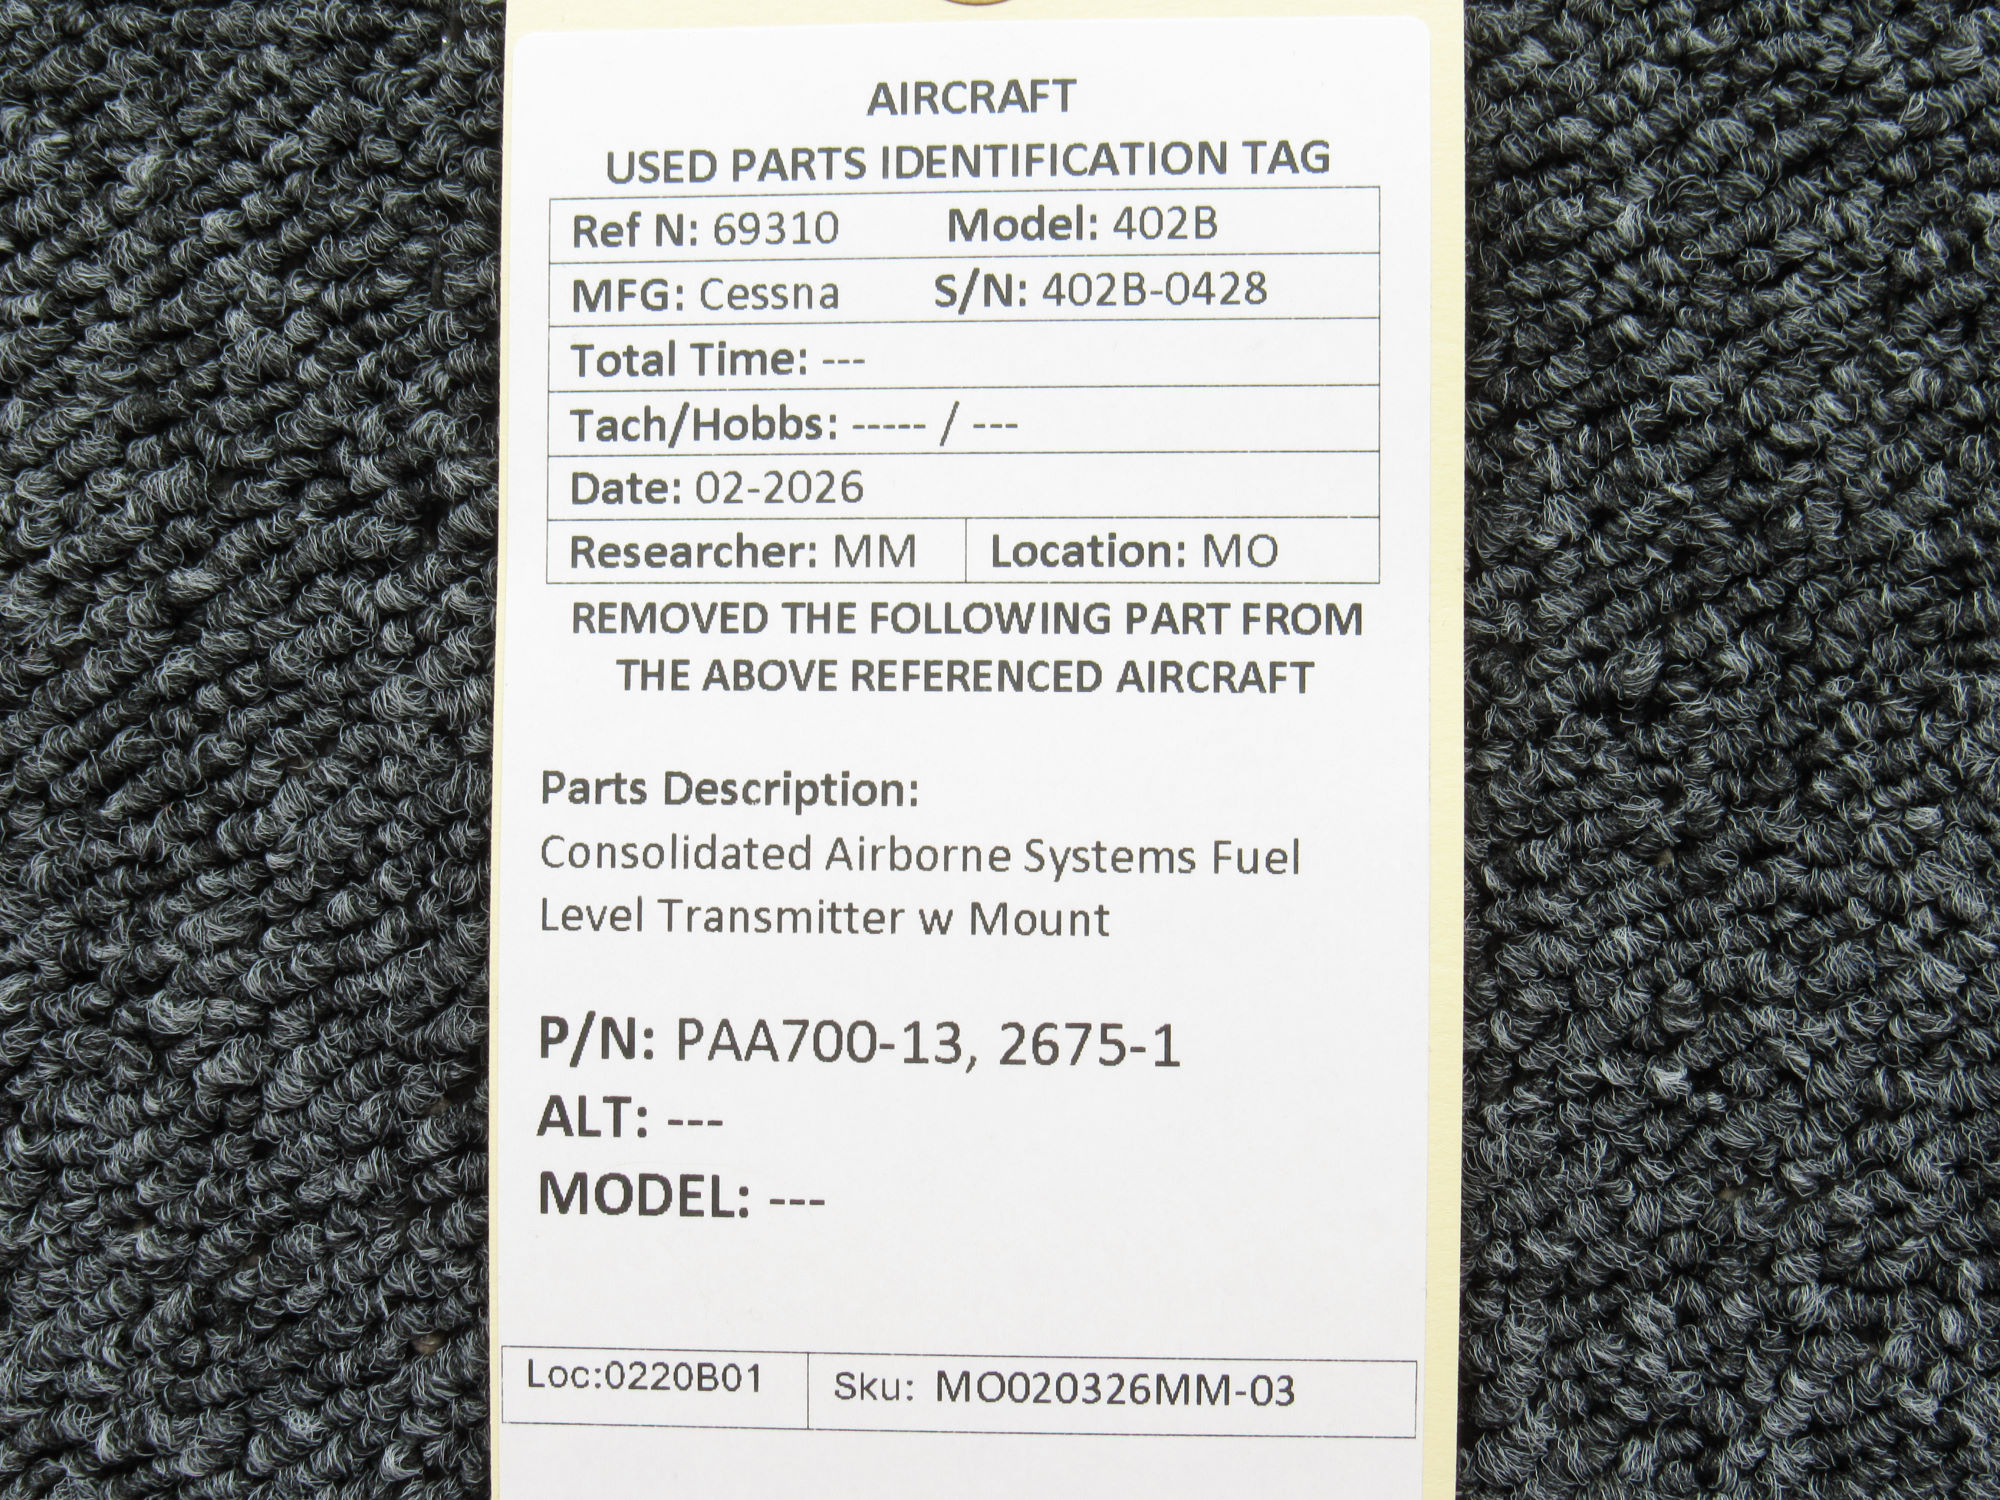 AIRCRAFT
USED PARTS IDENTIFICATION TAG
Ref N: 69310 Model: 402B
MFG: Cessna S/N: 402B-0428
Total Time: ---
Tach/Hobbs: ----- / ---
Date: 02-2026
Researcher: MM Location: MO
REMOVED THE FOLLOWING PART FROM
THE ABOVE REFERENCED AIRCRAFT
Parts Description:
Consolidated Airborne Systems Fuel
Level Transmitter w Mount
P/N: PAA700-13, 2675-1
ALT: ---
MODEL: ---
Loc:0220B01 Sku: MO020326MM-03